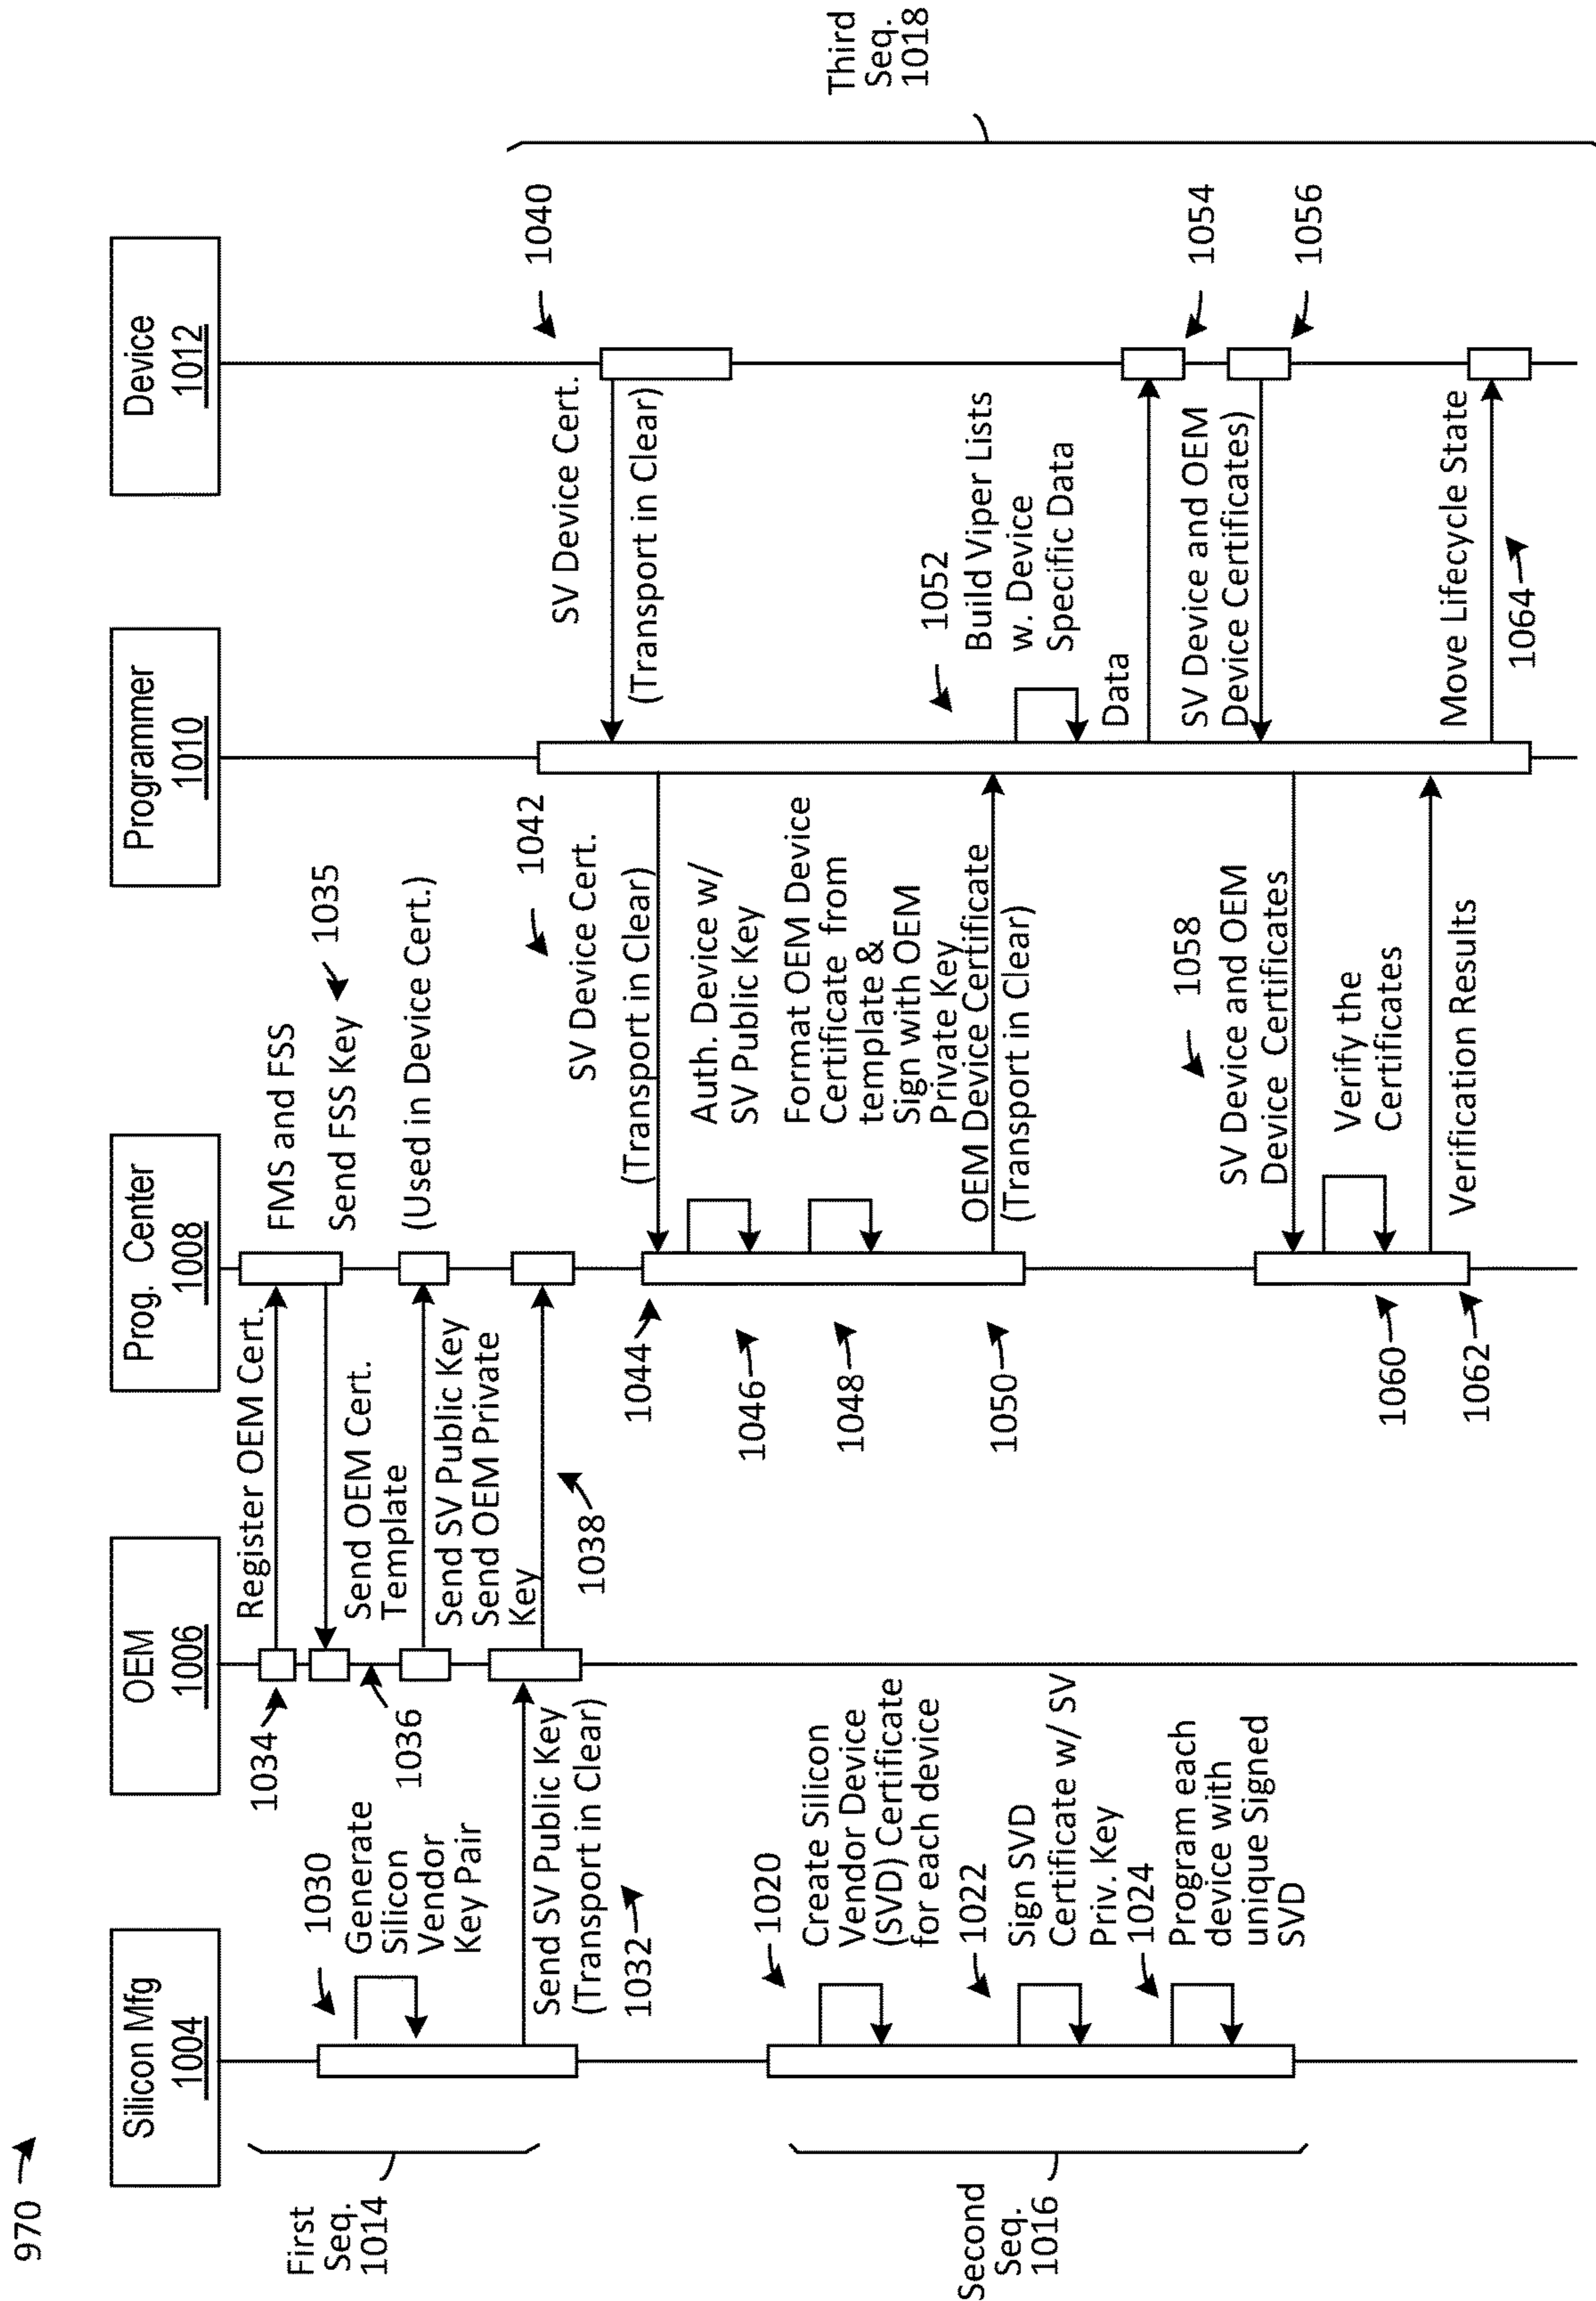 970
Silicon Mfg
1004
OEM
1006
Prog. Center
1008
Programmer
1010
Device
1012
First
Seq.
1014
1030
Generate
Silicon
Vendor
Key Pair
Send SV Public Key
(Transport in Clear)
1032
1034
Register OEM Cert.
FMS and FSS
Send FSS Key
1035
1036
Send OEM Cert.
Template
(Used in Device Cert.)
Send SV Public Key
Send OEM Private
Key
1038
Second
Seq.
1016
1020
Create Silicon
Vendor Device
(SVD) Certificate
for each device
1022
Sign SVD
Certificate w/ SV
Priv. Key
1024
Program each
device with
unique Signed
SVD
Third
Seq.
1018
1040
SV Device Cert.
(Transport in Clear)
1042
SV Device Cert.
(Transport in Clear)
1044
Auth. Device w/
SV Public Key
1046
Format OEM Device
Certificate from
template &
Sign with OEM
Private Key
1048
OEM Device Certificate
(Transport in Clear)
1050
1052
Build Viper Lists
w. Device
Specific Data
Data
1054
SV Device and OEM
Device Certificates)
1056
1058
SV Device and OEM
Device Certificates
Verify the
Certificates
1060
Verification Results
1062
Move Lifecycle State
1064